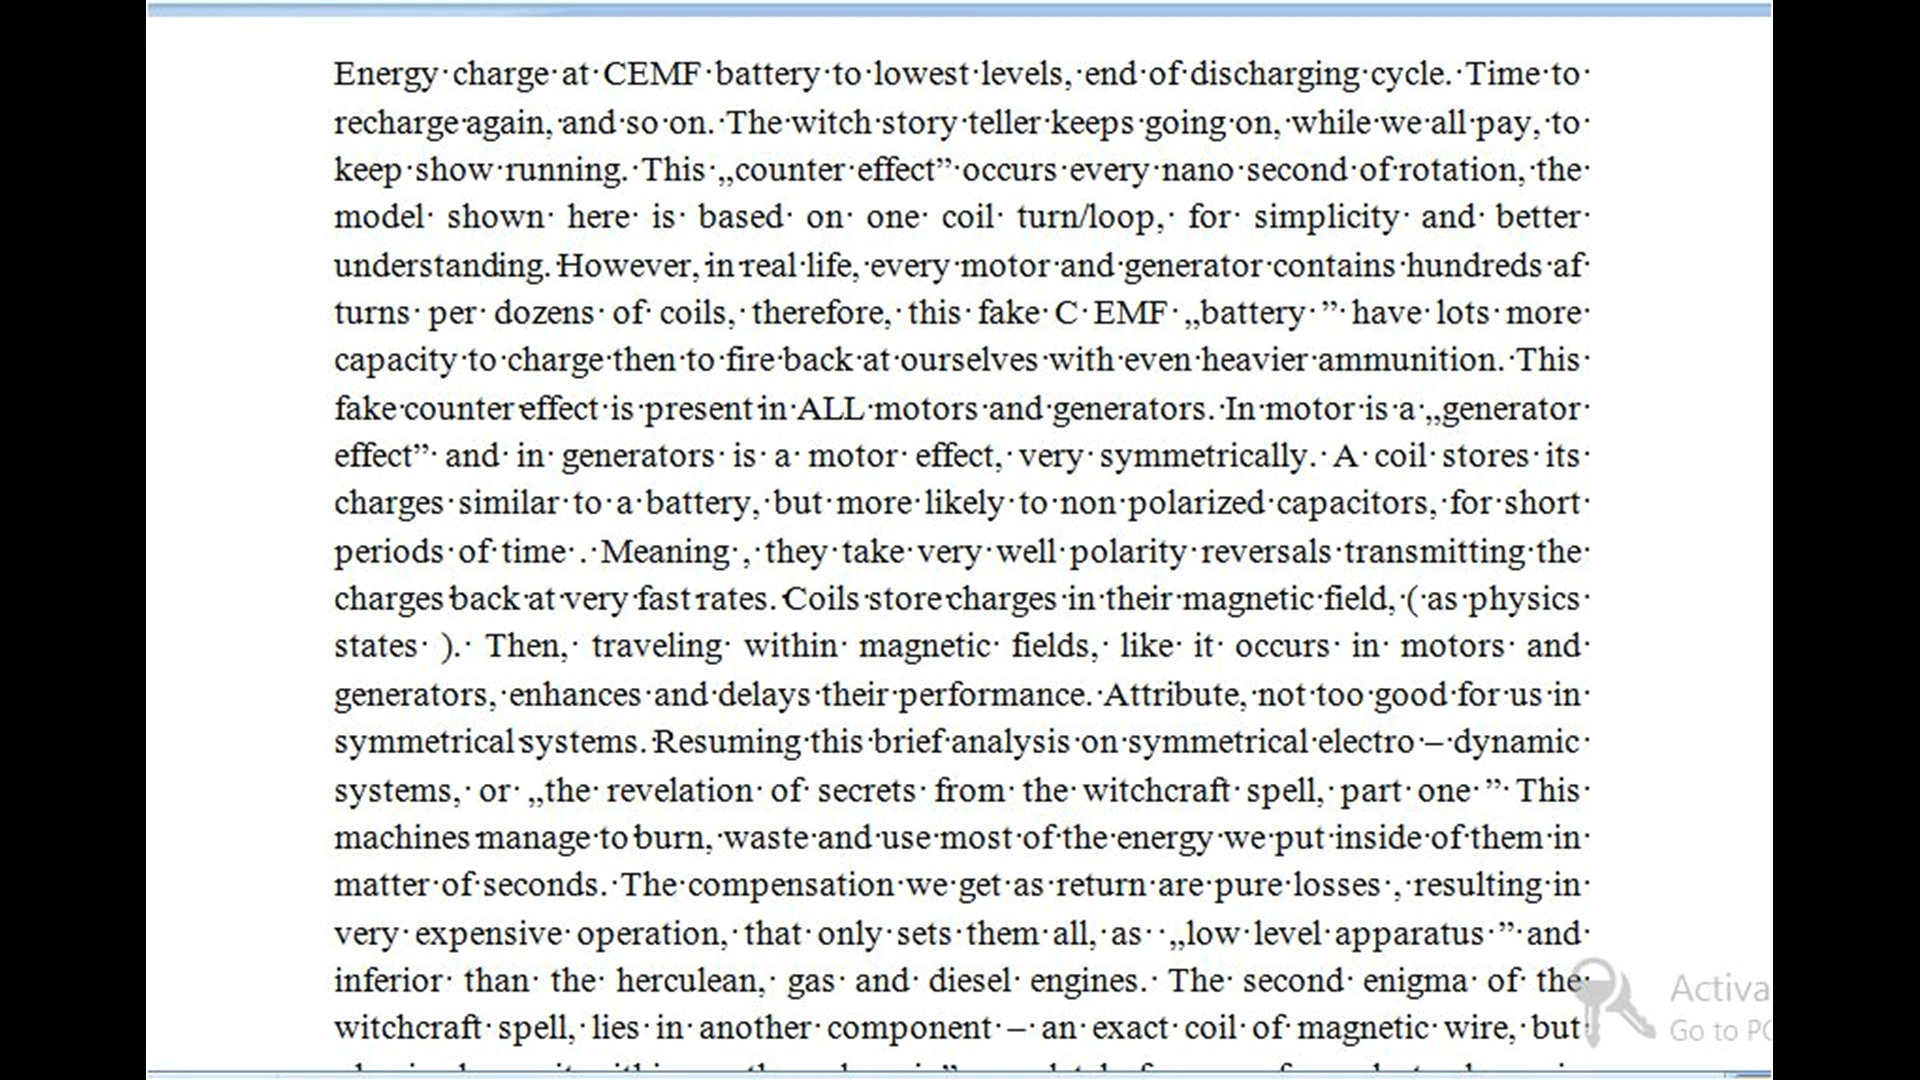 Energy charge at CEMF battery to lowest levels, end of discharging cycle. Time to
recharge again, and so on. The witch story teller keeps going on, while we all pay, to
keep show running. This „counter effect” occurs every nano second of rotation, the
model shown here is based on one coil turn/loop, for simplicity and better
understanding. However, in real life, every motor and generator contains hundreds af
turns per dozens of coils, therefore, this fake C EMF „battery ” have lots more
capacity to charge then to fire back at ourselves with even heavier ammunition. This
fake counter effect is present in ALL motors and generators. In motor is a „generator
effect” and in generators is a motor effect, very symmetrically. A coil stores its
charges similar to a battery, but more likely to non polarized capacitors, for short
periods of time . Meaning , they take very well polarity reversals transmitting the
charges back at very fast rates. Coils store charges in their magnetic field, ( as physics
states ). Then, traveling within magnetic fields, like it occurs in motors and
generators, enhances and delays their performance. Attribute, not too good for us in
symmetrical systems. Resuming this brief analysis on symmetrical electro – dynamic
systems, or „the revelation of secrets from the witchcraft spell, part one ” This
machines manage to burn, waste and use most of the energy we put inside of them in
matter of seconds. The compensation we get as return are pure losses , resulting in
very expensive operation, that only sets them all, as „low level apparatus ” and
inferior than the herculean, gas and diesel engines. The second enigma of the
witchcraft spell, lies in another component – an exact coil of magnetic wire, but
Activa
Go to PC